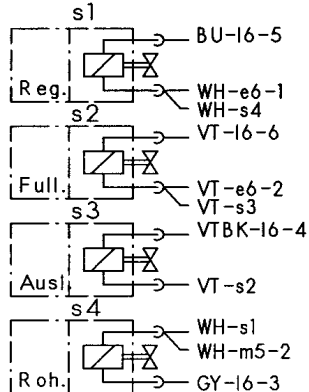 s1
BU-16-5
Reg.
WH-e6-1
WH-s4
s2
VT-16-6
Full.
VT-e6-2
VT-s3
s3
VTBK-16-4
Ausl.
VT-s2
s4
WH-s1
WH-m5-2
Roh.
GY-16-3